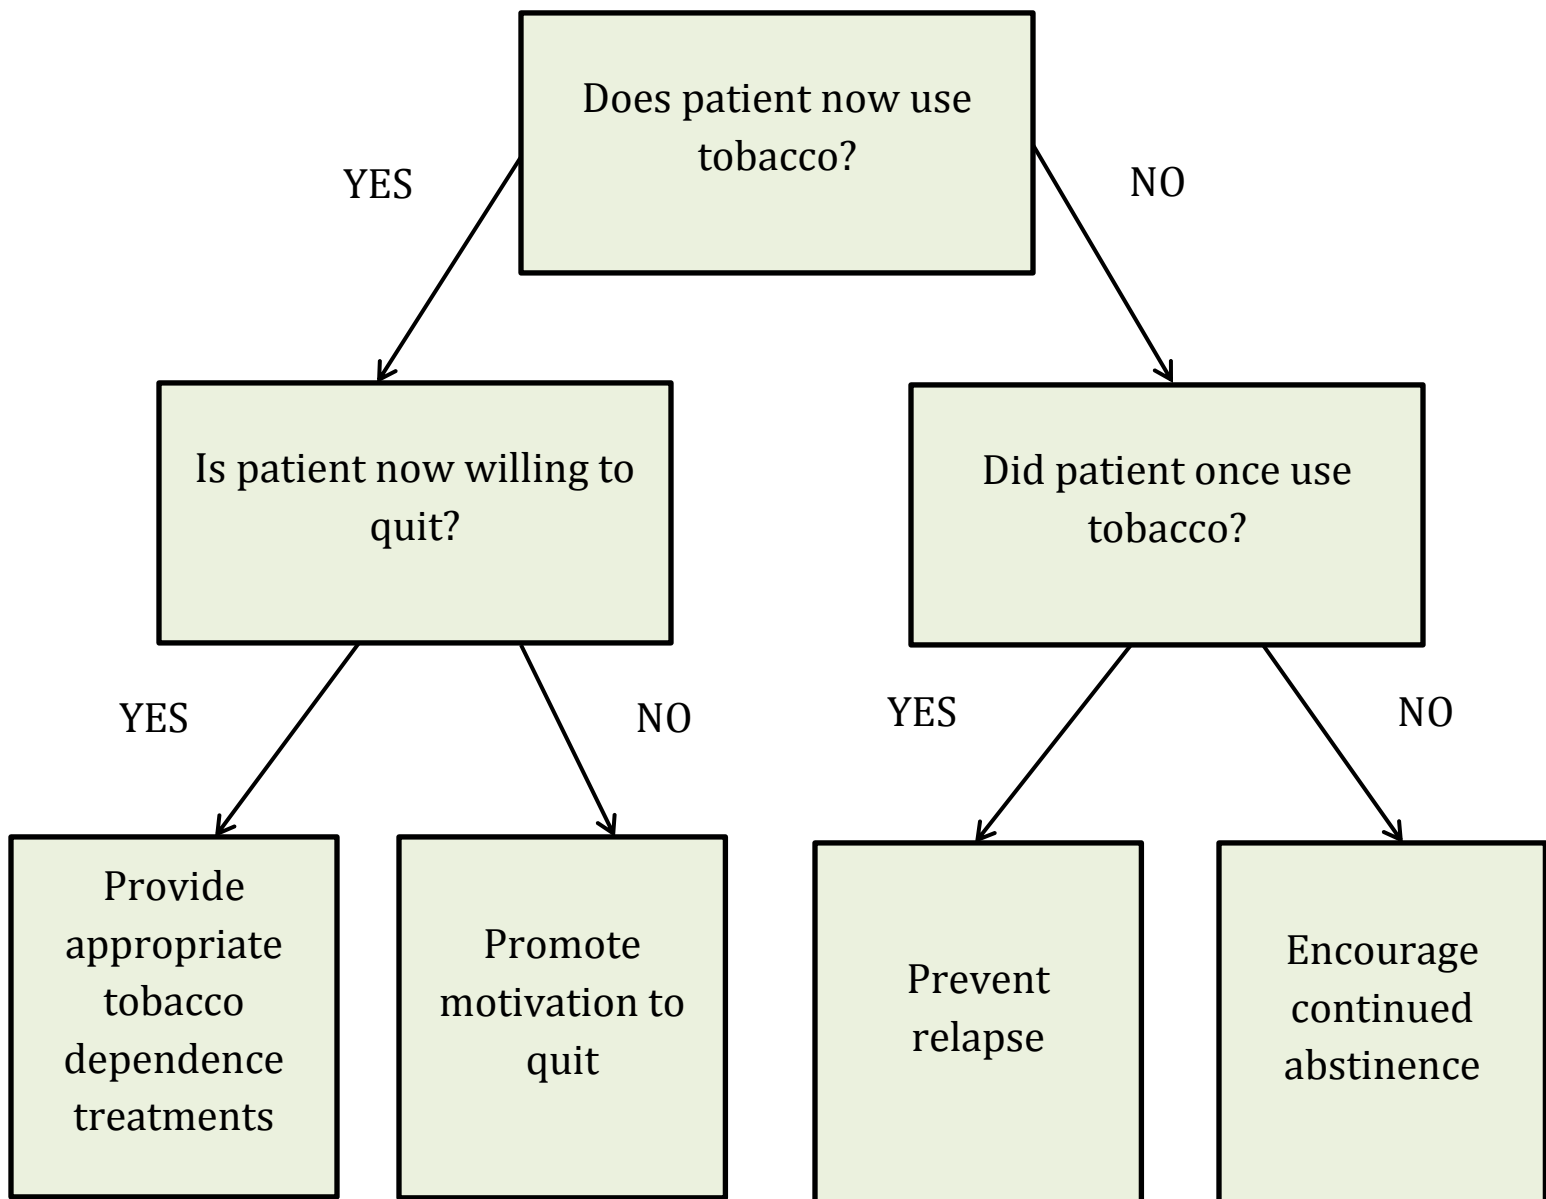 Does patient now use
tobacco?
YES
NO
Is patient now willing to
quit?
Did patient once use
tobacco?
YES
NO
YES
NO
Provide
appropriate
tobacco
dependence
treatments
Promote
motivation to
quit
Prevent
relapse
Encourage
continued
abstinence